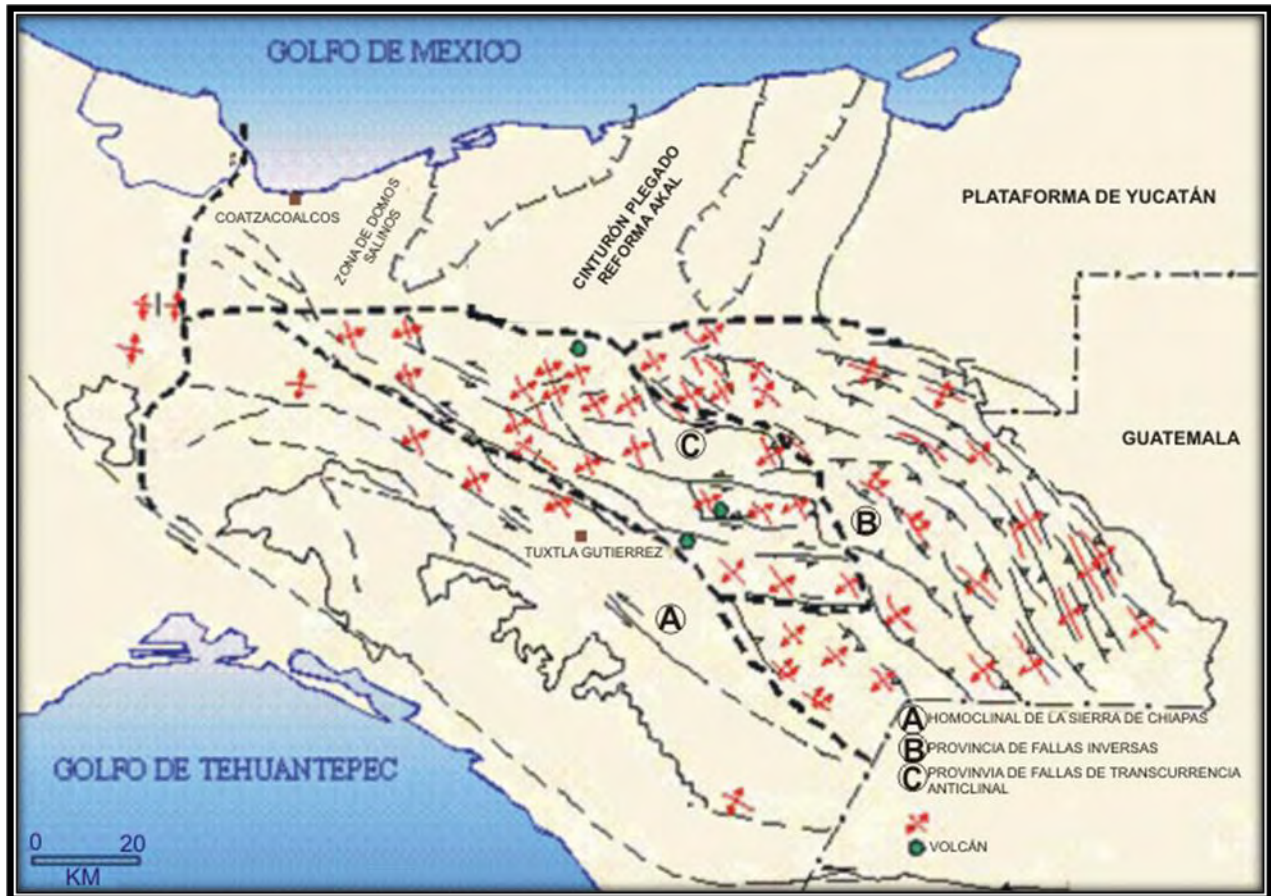 GOLFO DE MEXICO
COATZACOALCOS
ZONA DE DOMOS
SALINOS
CINTURÓN PLEGADO
REFORMA AKAL
PLATAFORMA DE YUCATÁN
GUATEMALA
C
B
TUXTLA GUTIERREZ
A
GOLFO DE TEHUANTEPEC
0 20
KM
A HOMOCLINAL DE LA SIERRA DE CHIAPAS
B PROVINCIA DE FALLAS INVERSAS
C PROVINVIA DE FALLAS DE TRANSCURRENCIA
ANTICLINAL
VOLCÁN